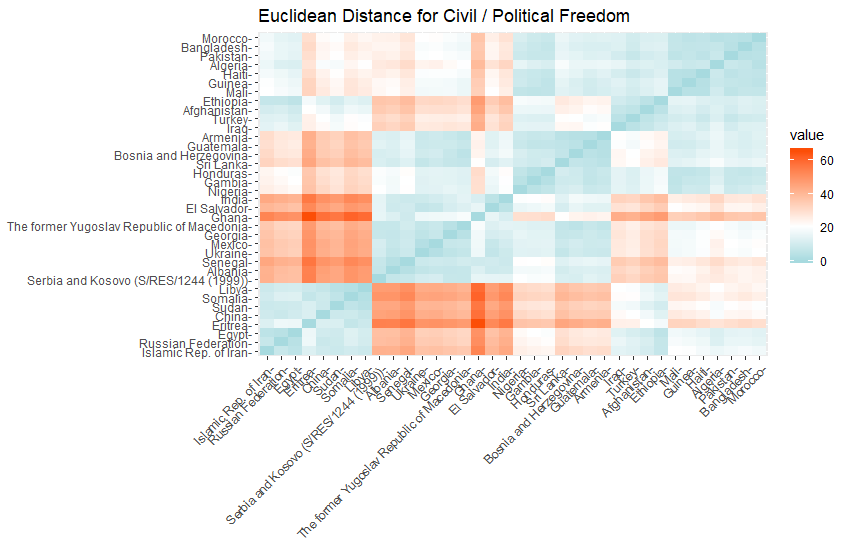 Euclidean Distance for Civil / Political Freedom
Morocco-
Bangladesh-
Pakistan-
Algeria-
Haiti-
Guinea-
Mali-
Ethiopia-
Afghanistan-
Turkey-
Iraq-
Armenia-
Guatemala-
Bosnia and Herzegovina-
Sri Lanka-
Honduras-
Gambia-
Nigeria-
India-
El Salvador-
Ghana-
The former Yugoslav Republic of Macedonia-
Georgia-
Mexico-
Ukraine-
Senegal-
Albania-
Serbia and Kosovo (S/RES/1244 (1999))-
Libya-
Somalia-
Sudan-
China-
Eritrea-
Egypt-
Russian Federation-
Islamic Rep. of Iran-
value
60
40
20
0
Islamic Rep. of Iran-
Russian Federation-
Egypt-
Eritrea-
China-
Sudan-
Somalia-
Libya-
Serbia and Kosovo (S/RES/1244 (1999))-
Albania-
Senegal-
Ukraine-
Mexico-
Georgia-
The former Yugoslav Republic of Macedonia-
Ghana-
El Salvador-
India-
Nigeria-
Gambia-
Honduras-
Sri Lanka-
Bosnia and Herzegovina-
Guatemala-
Armenia-
Iraq-
Turkey-
Afghanistan-
Ethiopia-
Mali-
Guinea-
Haiti-
Algeria-
Pakistan-
Bangladesh-
Morocco-